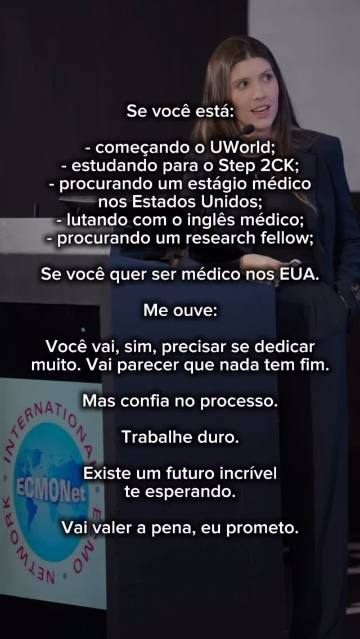 Se você está:
- começando o UWorld;
- estudando para o Step 2CK;
- procurando um estágio médico
nos Estados Unidos;
- lutando com o inglês médico;
- procurando um research fellow;
Se você quer ser médico nos EUA.
Me ouve:
Você vai, sim, precisar se dedicar
muito. Vai parecer que nada tem fim.
Mas confia no processo.
Trabalhe duro.
Existe um futuro incrível
te esperando.
Vai valer a pena, eu prometo.
INTERNATIONAL ECMO NETWORK
ECMONet